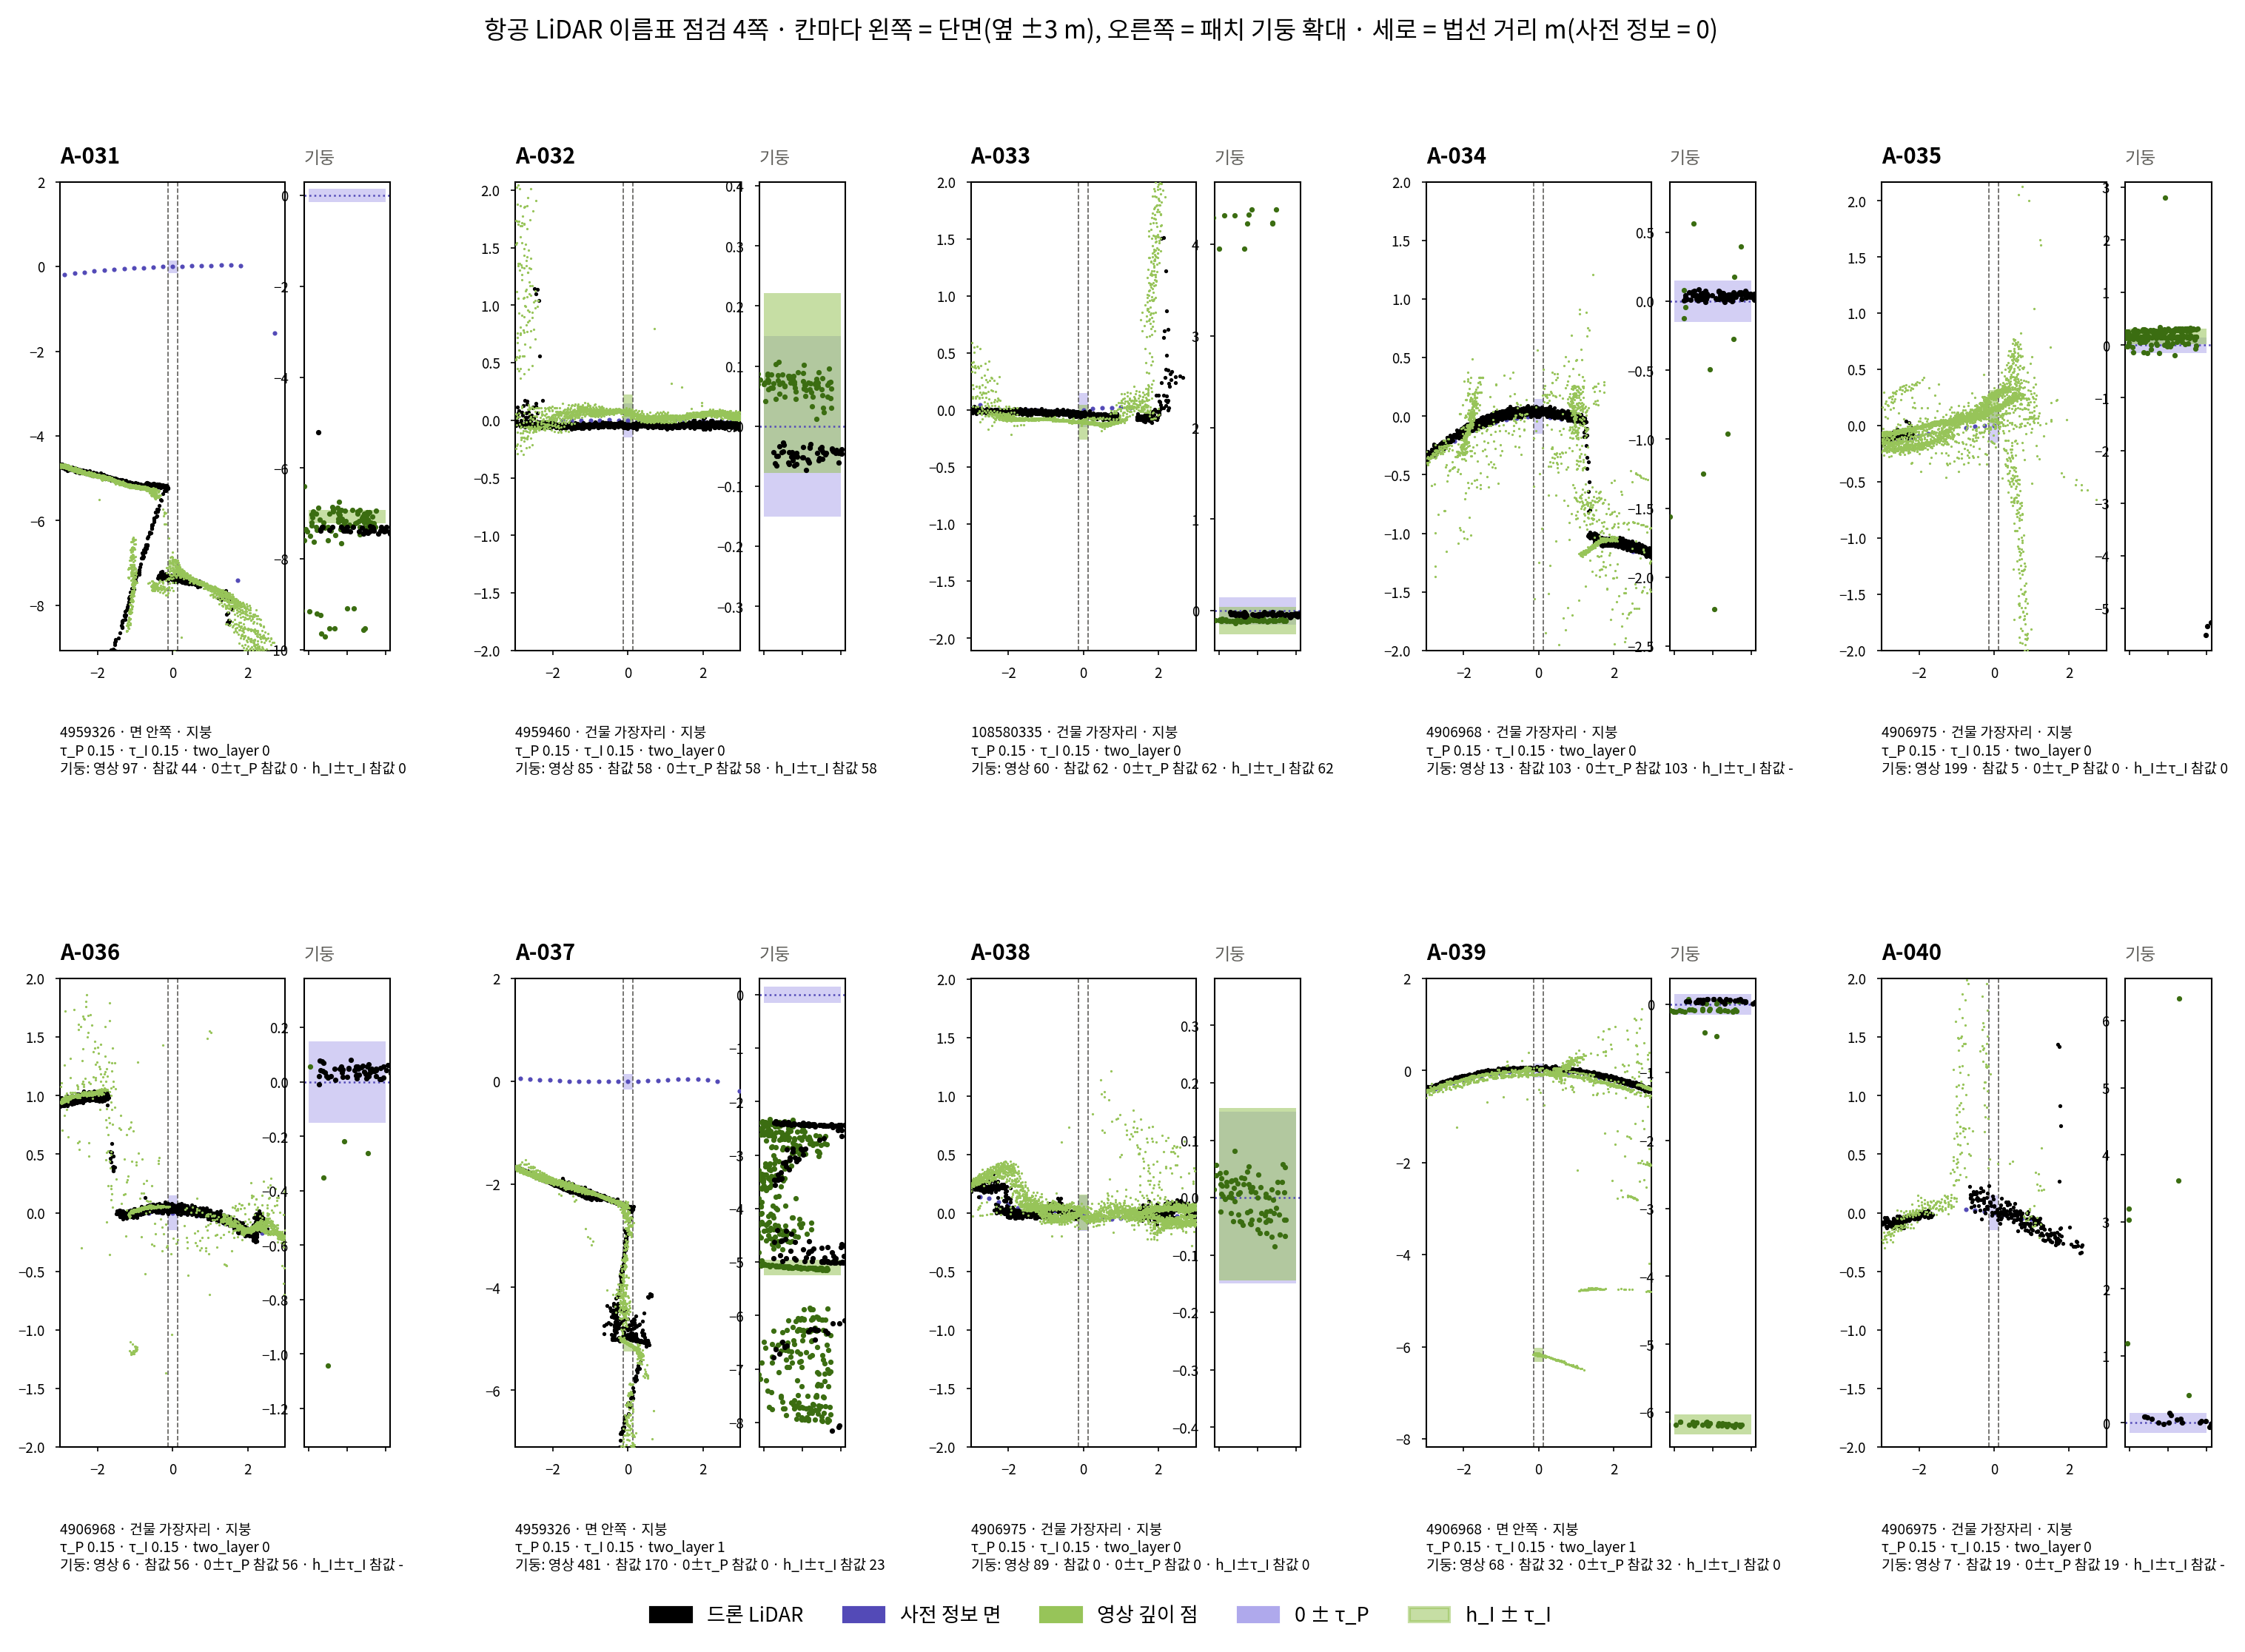 항공 LiDAR 이름표 점검 4쪽 · 칸마다 왼쪽 = 단면(옆 ±3 m), 오른쪽 = 패치 기둥 확대 · 세로 = 법선 거리 m(사전 정보 = 0)
A-031 기둥
4959326 · 면 안쪽 · 지붕
τ_P 0.15 · τ_I 0.15 · two_layer 0
기둥: 영상 97 · 참값 44 · 0±τ_P 참값 0 · h_I±τ_I 참값 0
A-032 기둥
4959460 · 건물 가장자리 · 지붕
τ_P 0.15 · τ_I 0.15 · two_layer 0
기둥: 영상 85 · 참값 58 · 0±τ_P 참값 58 · h_I±τ_I 참값 58
A-033 기둥
108580335 · 건물 가장자리 · 지붕
τ_P 0.15 · τ_I 0.15 · two_layer 0
기둥: 영상 60 · 참값 62 · 0±τ_P 참값 62 · h_I±τ_I 참값 62
A-034 기둥
4906968 · 건물 가장자리 · 지붕
τ_P 0.15 · τ_I 0.15 · two_layer 0
기둥: 영상 13 · 참값 103 · 0±τ_P 참값 103 · h_I±τ_I 참값 -
A-035 기둥
4906975 · 건물 가장자리 · 지붕
τ_P 0.15 · τ_I 0.15 · two_layer 0
기둥: 영상 199 · 참값 5 · 0±τ_P 참값 0 · h_I±τ_I 참값 0
A-036 기둥
4906968 · 건물 가장자리 · 지붕
τ_P 0.15 · τ_I 0.15 · two_layer 0
기둥: 영상 6 · 참값 56 · 0±τ_P 참값 56 · h_I±τ_I 참값 -
A-037 기둥
4959326 · 면 안쪽 · 지붕
τ_P 0.15 · τ_I 0.15 · two_layer 1
기둥: 영상 481 · 참값 170 · 0±τ_P 참값 0 · h_I±τ_I 참값 23
A-038 기둥
4906975 · 건물 가장자리 · 지붕
τ_P 0.15 · τ_I 0.15 · two_layer 0
기둥: 영상 89 · 참값 0 · 0±τ_P 참값 0 · h_I±τ_I 참값 0
A-039 기둥
4906968 · 면 안쪽 · 지붕
τ_P 0.15 · τ_I 0.15 · two_layer 1
기둥: 영상 68 · 참값 32 · 0±τ_P 참값 32 · h_I±τ_I 참값 0
A-040 기둥
4906975 · 건물 가장자리 · 지붕
τ_P 0.15 · τ_I 0.15 · two_layer 0
기둥: 영상 7 · 참값 19 · 0±τ_P 참값 19 · h_I±τ_I 참값 -
드론 LiDAR 사전 정보 면 영상 깊이 점 0 ± τ_P h_I ± τ_I